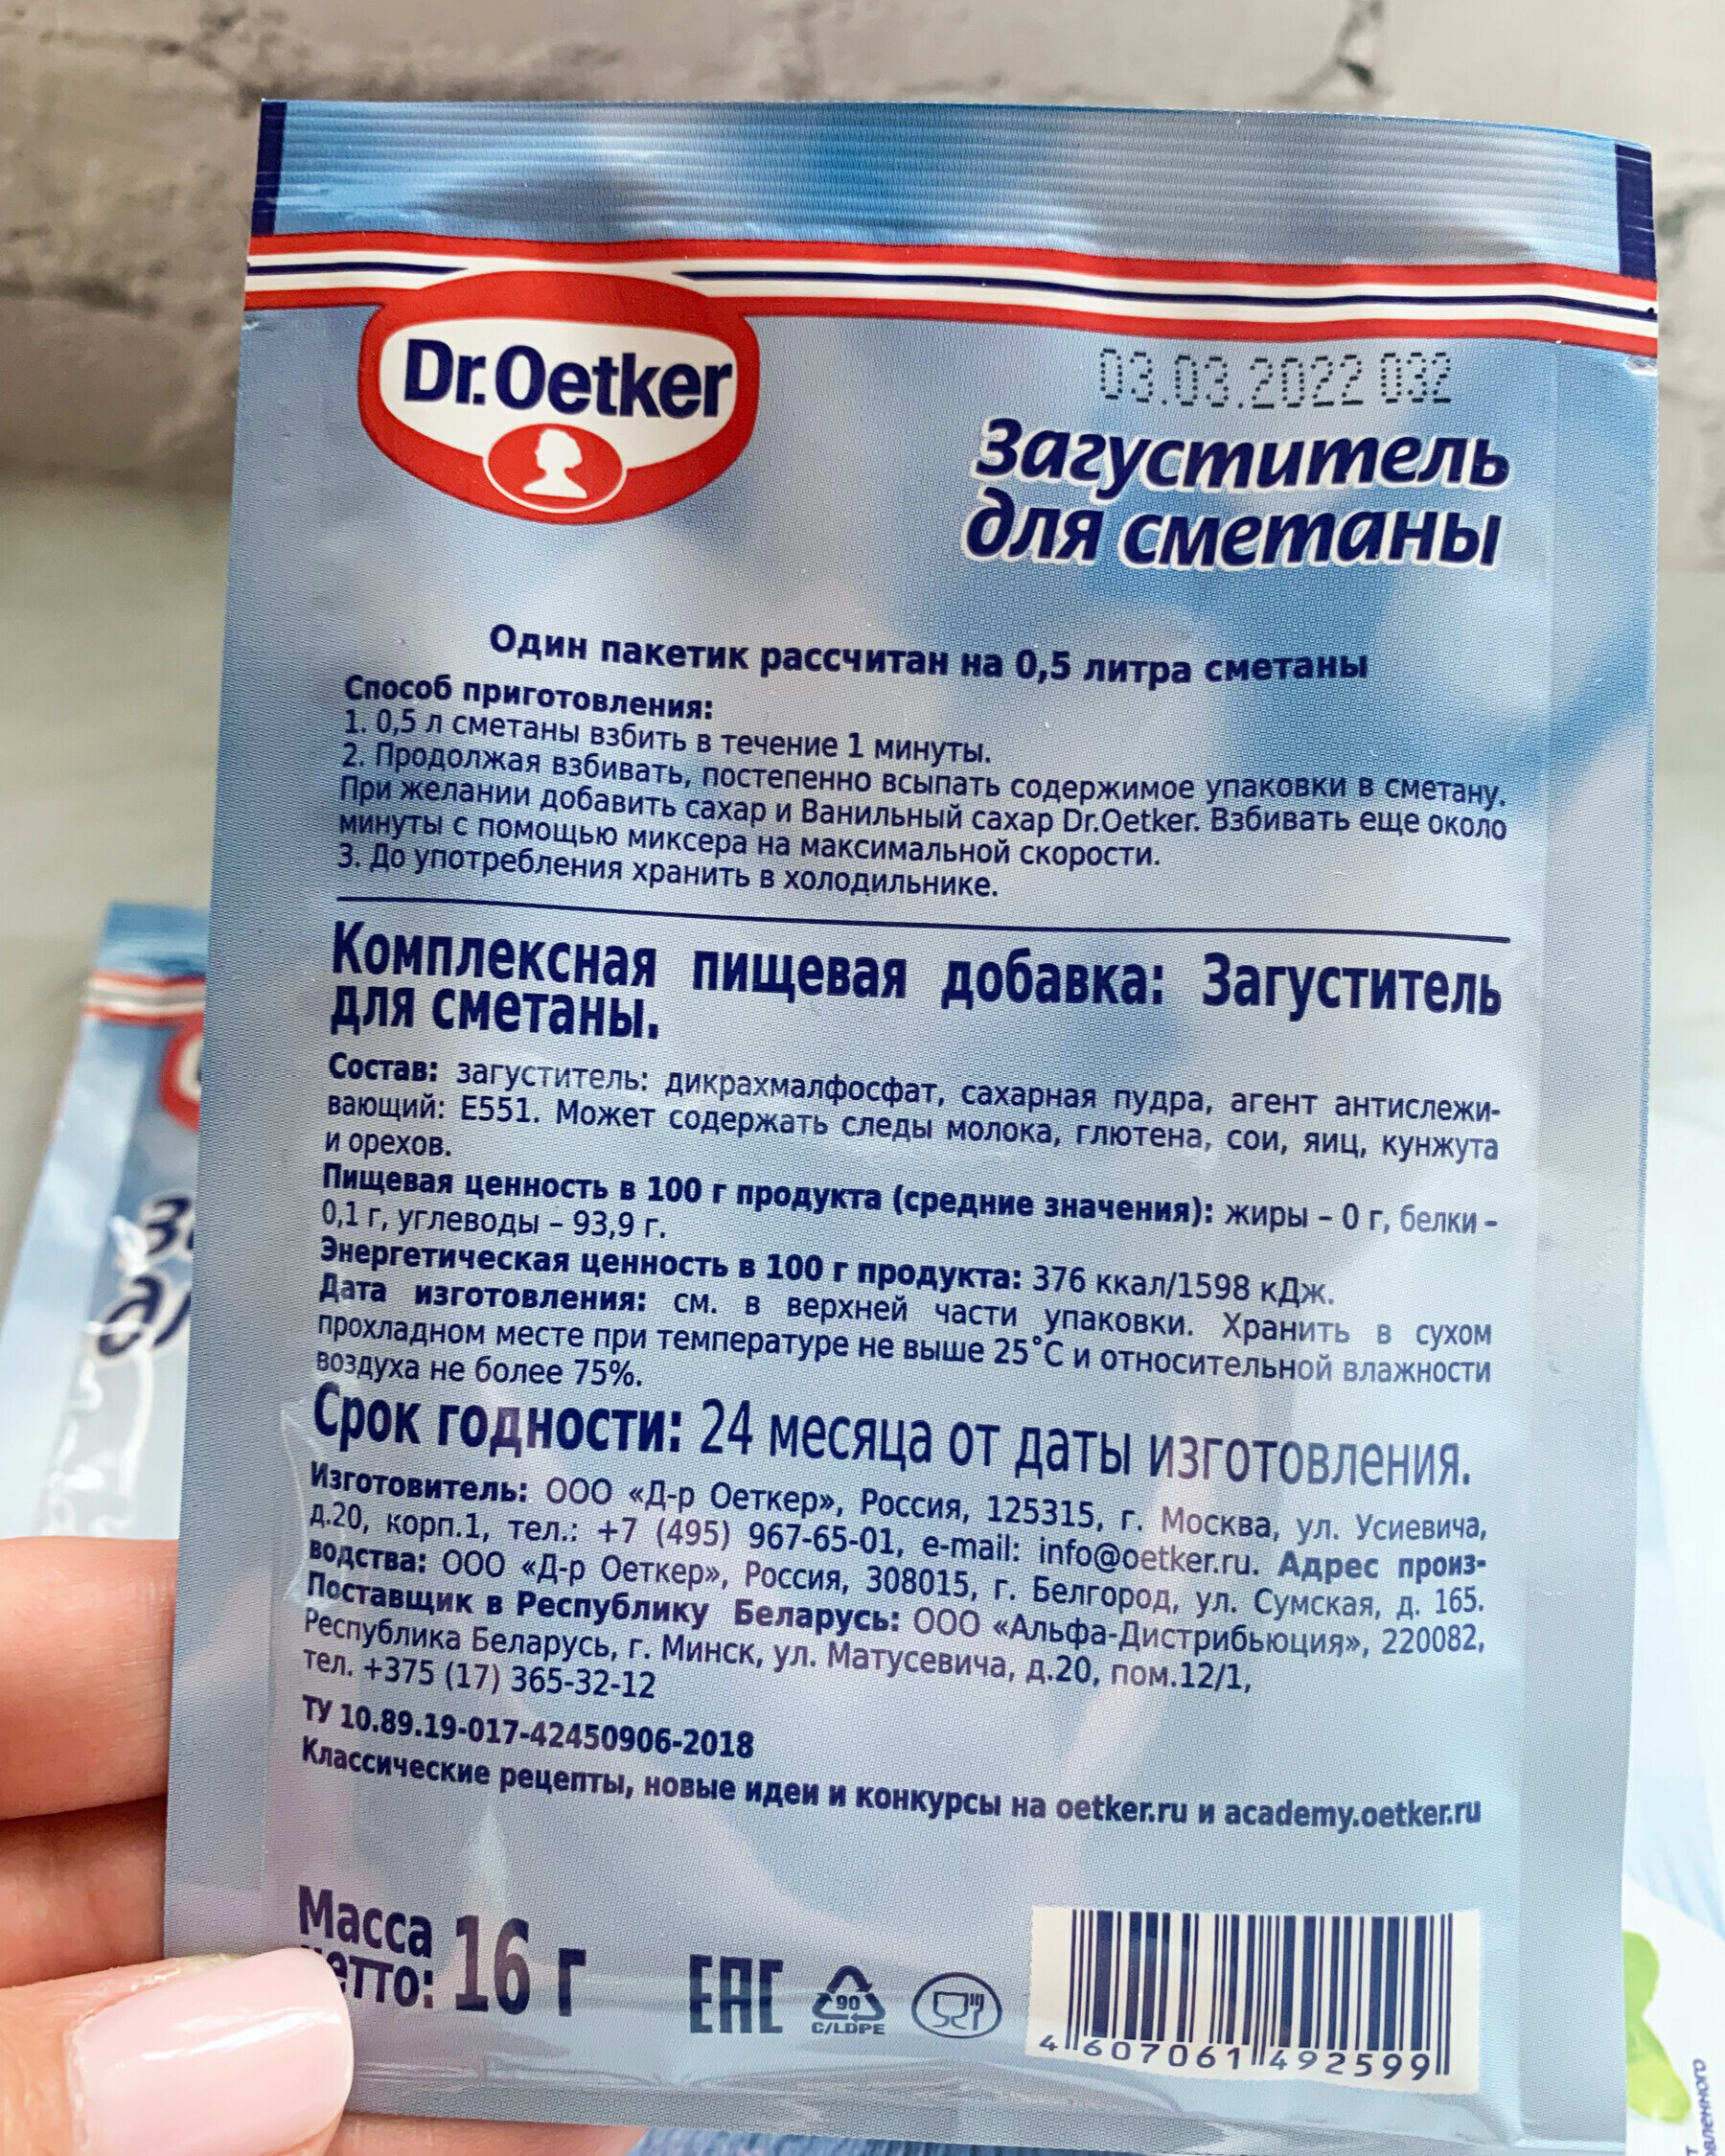 Dr.Oetker
03.03.2022 032
Загуститель
для сметаны
Один пакетик рассчитан на 0,5 литра сметаны
Способ приготовления:
1. 0,5 л сметаны взбить в течение 1 минуты.
2. Продолжая взбивать, постепенно всыпать содержимое упаковки в сметану.
При желании добавить сахар и Ванильный сахар Dr.Oetker. Взбивать еще около
минуты с помощью миксера на максимальной скорости.
3. До употребления хранить в холодильнике.
Комплексная пищевая добавка: Загуститель
для сметаны.
Состав: загуститель: дикрахмалфосфат, сахарная пудра, агент антислежи-
вающий: Е551. Может содержать следы молока, глютена, сои, яиц, кунжута
и орехов.
Пищевая ценность в 100 г продукта (средние значения): жиры – 0 г, белки –
0,1 г, углеводы – 93,9 г.
Энергетическая ценность в 100 г продукта: 376 ккал/1598 кДж.
Дата изготовления: см. в верхней части упаковки. Хранить в сухом
прохладном месте при температуре не выше 25°С и относительной влажности
воздуха не более 75%.
Срок годности: 24 месяца от даты изготовления.
Изготовитель: ООО «Д-р Оеткер», Россия, 125315, г. Москва, ул. Усиевича,
д.20, корп.1, тел.: +7 (495) 967-65-01, e-mail: info@oetker.ru. Адрес произ-
водства: ООО «Д-р Оеткер», Россия, 308015, г. Белгород, ул. Сумская, д. 165.
Поставщик в Республику Беларусь: ООО «Альфа-Дистрибьюция», 220082,
Республика Беларусь, г. Минск, ул. Матусевича, д.20, пом.12/1,
тел. +375 (17) 365-32-12
ТУ 10.89.19-017-42450906-2018
Классические рецепты, новые идеи и конкурсы на oetker.ru и academy.oetker.ru
Масса
нетто: 16 г
ЕАС
90
C/LDPE
4 607061 492599